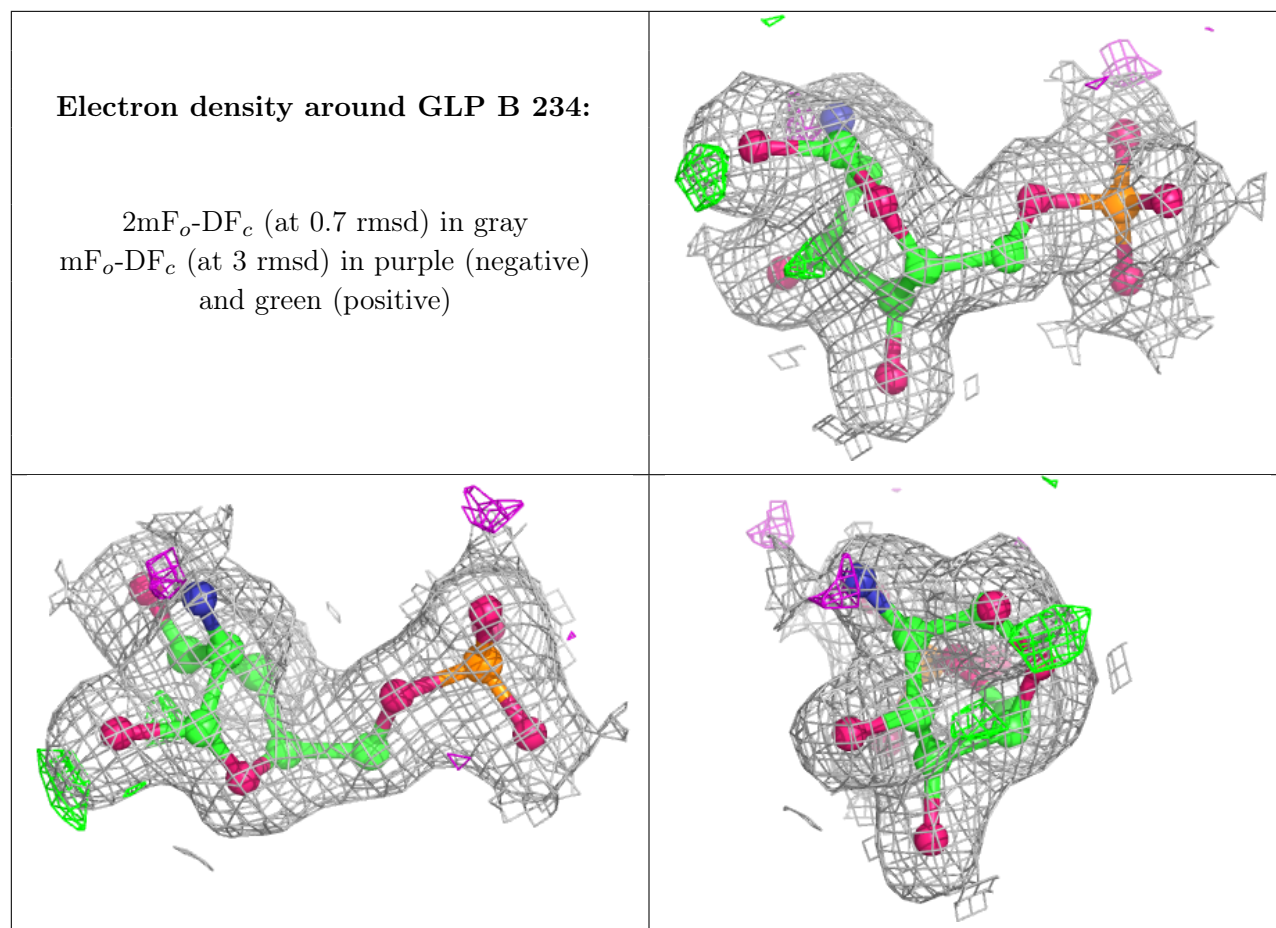 Electron density around GLP B 234:
2mFo-DFc (at 0.7 rmsd) in gray
mFo-DFc (at 3 rmsd) in purple (negative)
and green (positive)